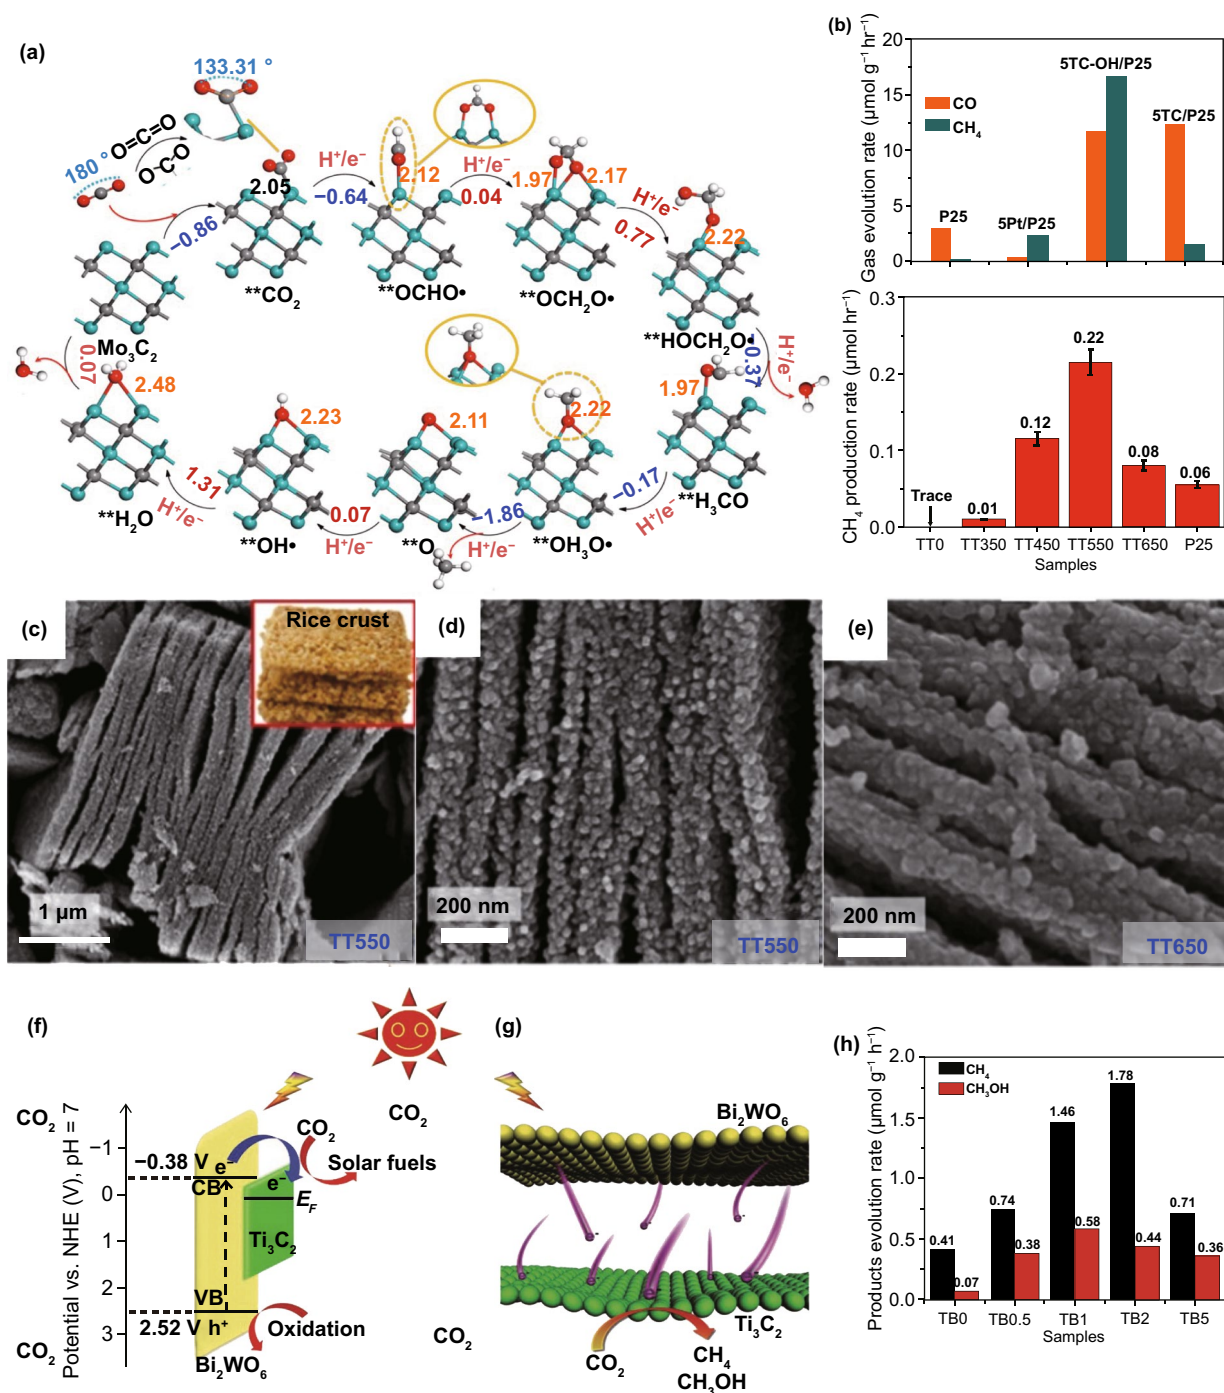 (a)
133.31 °
180 °
O=C=O
O-C-O
−0.86
2.05
H⁺/e⁻
−0.64
2.12
H⁺/e⁻
0.04
1.97
2.17
H⁺/e⁻
0.77
2.22
Mo₃C₂
**CO₂
**OCHO•
**OCH₂O•
**HOCH₂O•
−0.37
H⁺/e⁻
0.07
2.48
2.23
2.11
2.22
1.97
−0.17
H⁺/e⁻
**H₃CO
1.31
H⁺/e⁻
0.07
H⁺/e⁻
−1.86
H⁺/e⁻
**H₂O
**OH•
**O
**OH₃O•
(b)
Gas evolution rate (μmol g⁻¹ hr⁻¹)
20
15
10
5
0
CO
CH₄
P25
5Pt/P25
5TC-OH/P25
5TC/P25
CH₄ production rate (μmol hr⁻¹)
0.3
0.2
0.1
0.0
Trace
0.01
0.12
0.22
0.08
0.06
TT0 TT350 TT450 TT550 TT650 P25
Samples
(c)
Rice crust
1 μm
TT550
(d)
200 nm
TT550
(e)
200 nm
TT650
(f)
Potential vs. NHE (V), pH = 7
−1
0
1
2
3
CO₂
CO₂
−0.38 V
e⁻
CB
CO₂
Solar fuels
e⁻
E_F
Ti₃C₂
VB
2.52 V h⁺
Oxidation
Bi₂WO₆
CO₂
CO₂
(g)
Bi₂WO₆
Ti₃C₂
CO₂
CH₄
CH₃OH
(h)
Products evolution rate (μmol g⁻¹ h⁻¹)
2.0
1.5
1.0
0.5
0.0
CH₄
CH₃OH
0.41
0.07
0.74
0.38
1.46
0.58
1.78
0.44
0.71
0.36
TB0 TB0.5 TB1 TB2 TB5
Samples